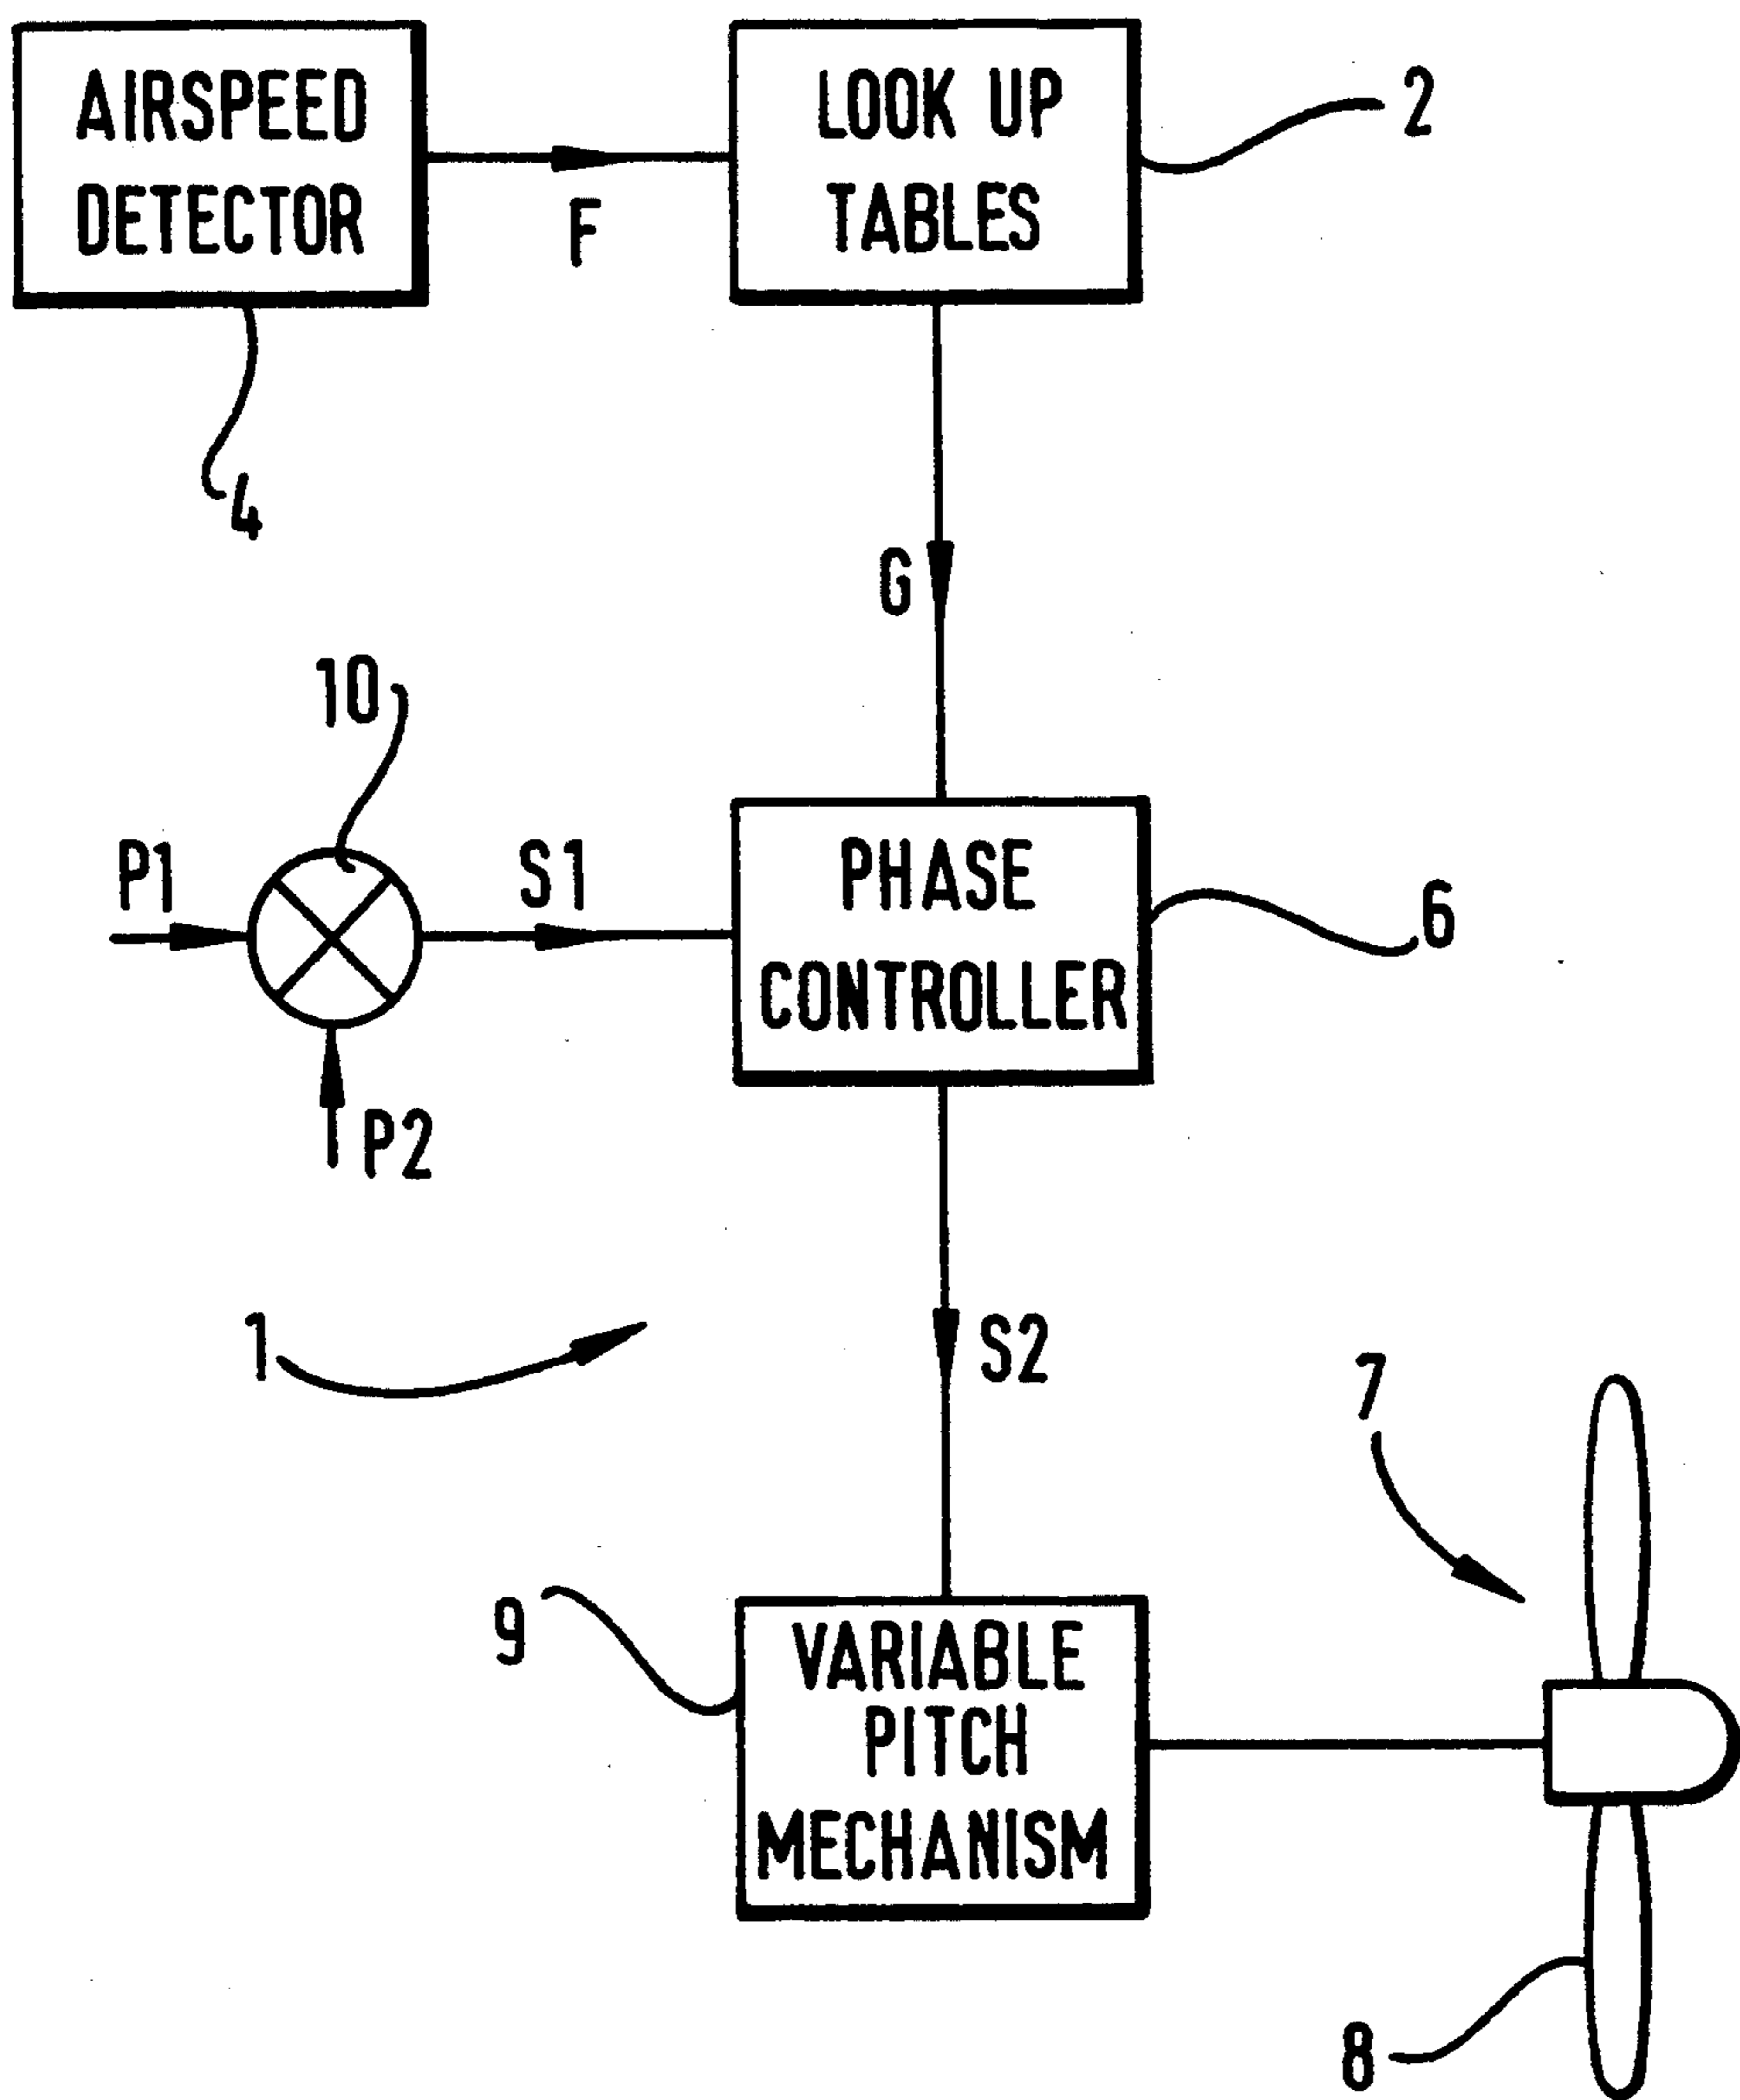 AIRSPEED
DETECTOR
LOOK UP
TABLES
2
F
4
G
10
P1
S1
PHASE
CONTROLLER
6
P2
1
S2
7
9
VARIABLE
PITCH
MECHANISM
8